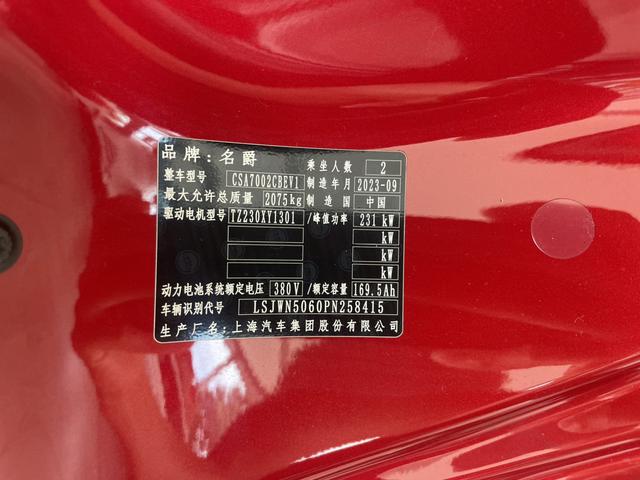 品牌：名爵 乘坐人数 2
整车型号 CSA7002CBEV1 制造年月 2023-09
最大允许总质量 2075kg 制造国 中国
驱动电机型号 TZ230XY1301 /峰值功率 231 kW
kW
kW
kW
动力电池系统额定电压 380V /额定容量 169.5Ah
车辆识别代号 LSJWN5060PN258415
生产厂名：上海汽车集团股份有限公司